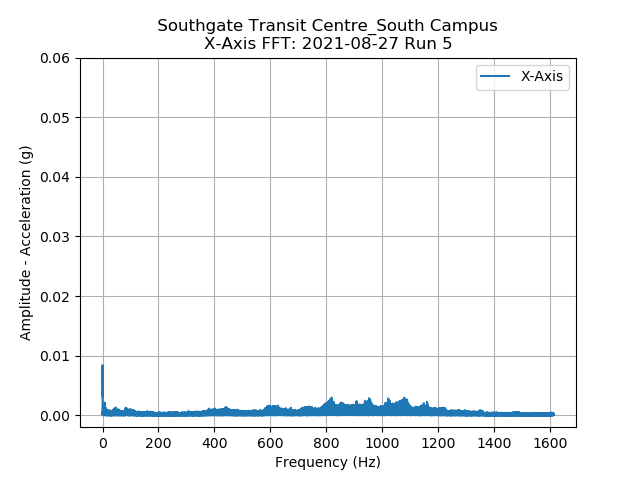 Southgate Transit Centre_South Campus
X-Axis FFT: 2021-08-27 Run 5
X-Axis
0.06
0.05
0.04
0.03
0.02
0.01
0.00
Amplitude - Acceleration (g)
0 200 400 600 800 1000 1200 1400 1600
Frequency (Hz)